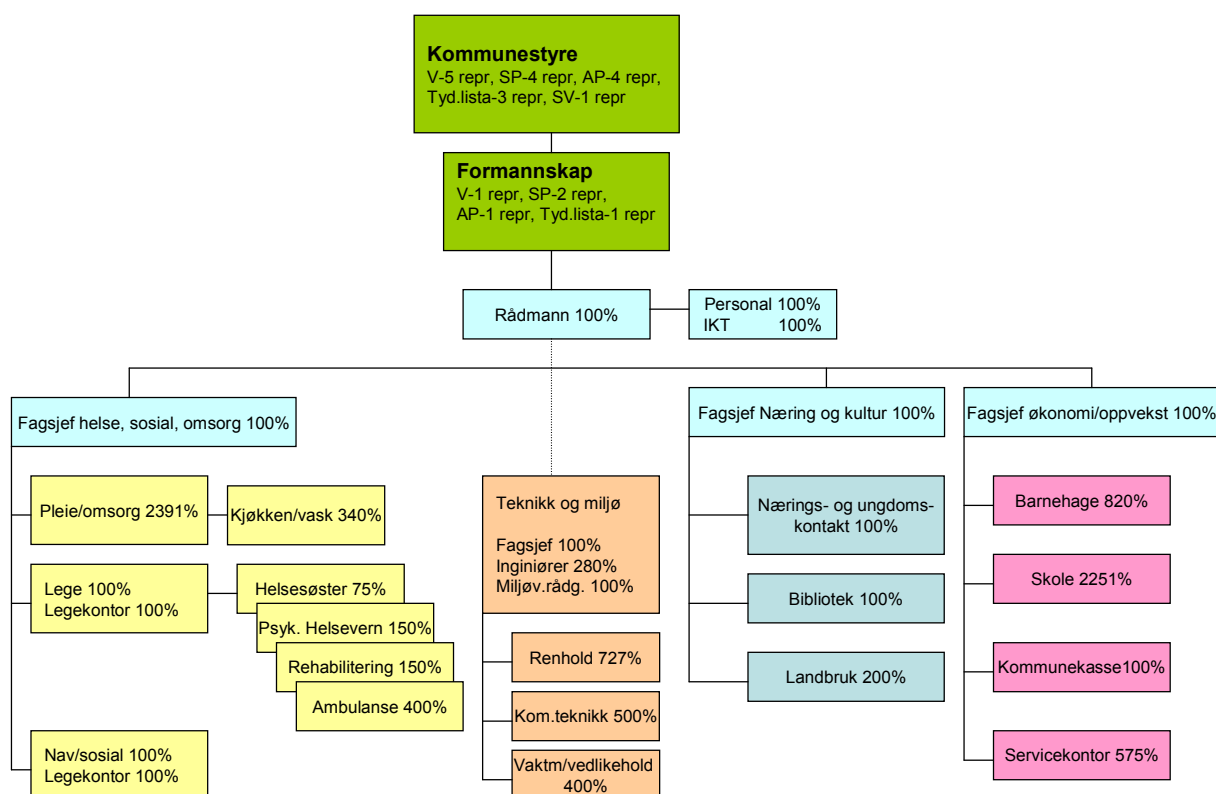 Kommunestyre
V-5 repr, SP-4 repr, AP-4 repr,
Tyd.lista-3 repr, SV-1 repr
Formannskap
V-1 repr, SP-2 repr,
AP-1 repr, Tyd.lista-1 repr
Rådmann 100%
Personal 100%
IKT 100%
Fagsjef helse, sosial, omsorg 100%
Fagsjef Næring og kultur 100%
Fagsjef økonomi/oppvekst 100%
Pleie/omsorg 2391%
Kjøkken/vask 340%
Lege 100%
Legekontor 100%
Helsesøster 75%
Psyk. Helsevern 150%
Rehabilitering 150%
Ambulanse 400%
Nav/sosial 100%
Legekontor 100%
Teknikk og miljø
Fagsjef 100%
Inginiører 280%
Miljøv.rådg. 100%
Renhold 727%
Kom.teknikk 500%
Vaktm/vedlikehold
400%
Nærings- og ungdoms-
kontakt 100%
Bibliotek 100%
Landbruk 200%
Barnehage 820%
Skole 2251%
Kommunekasse100%
Servicekontor 575%